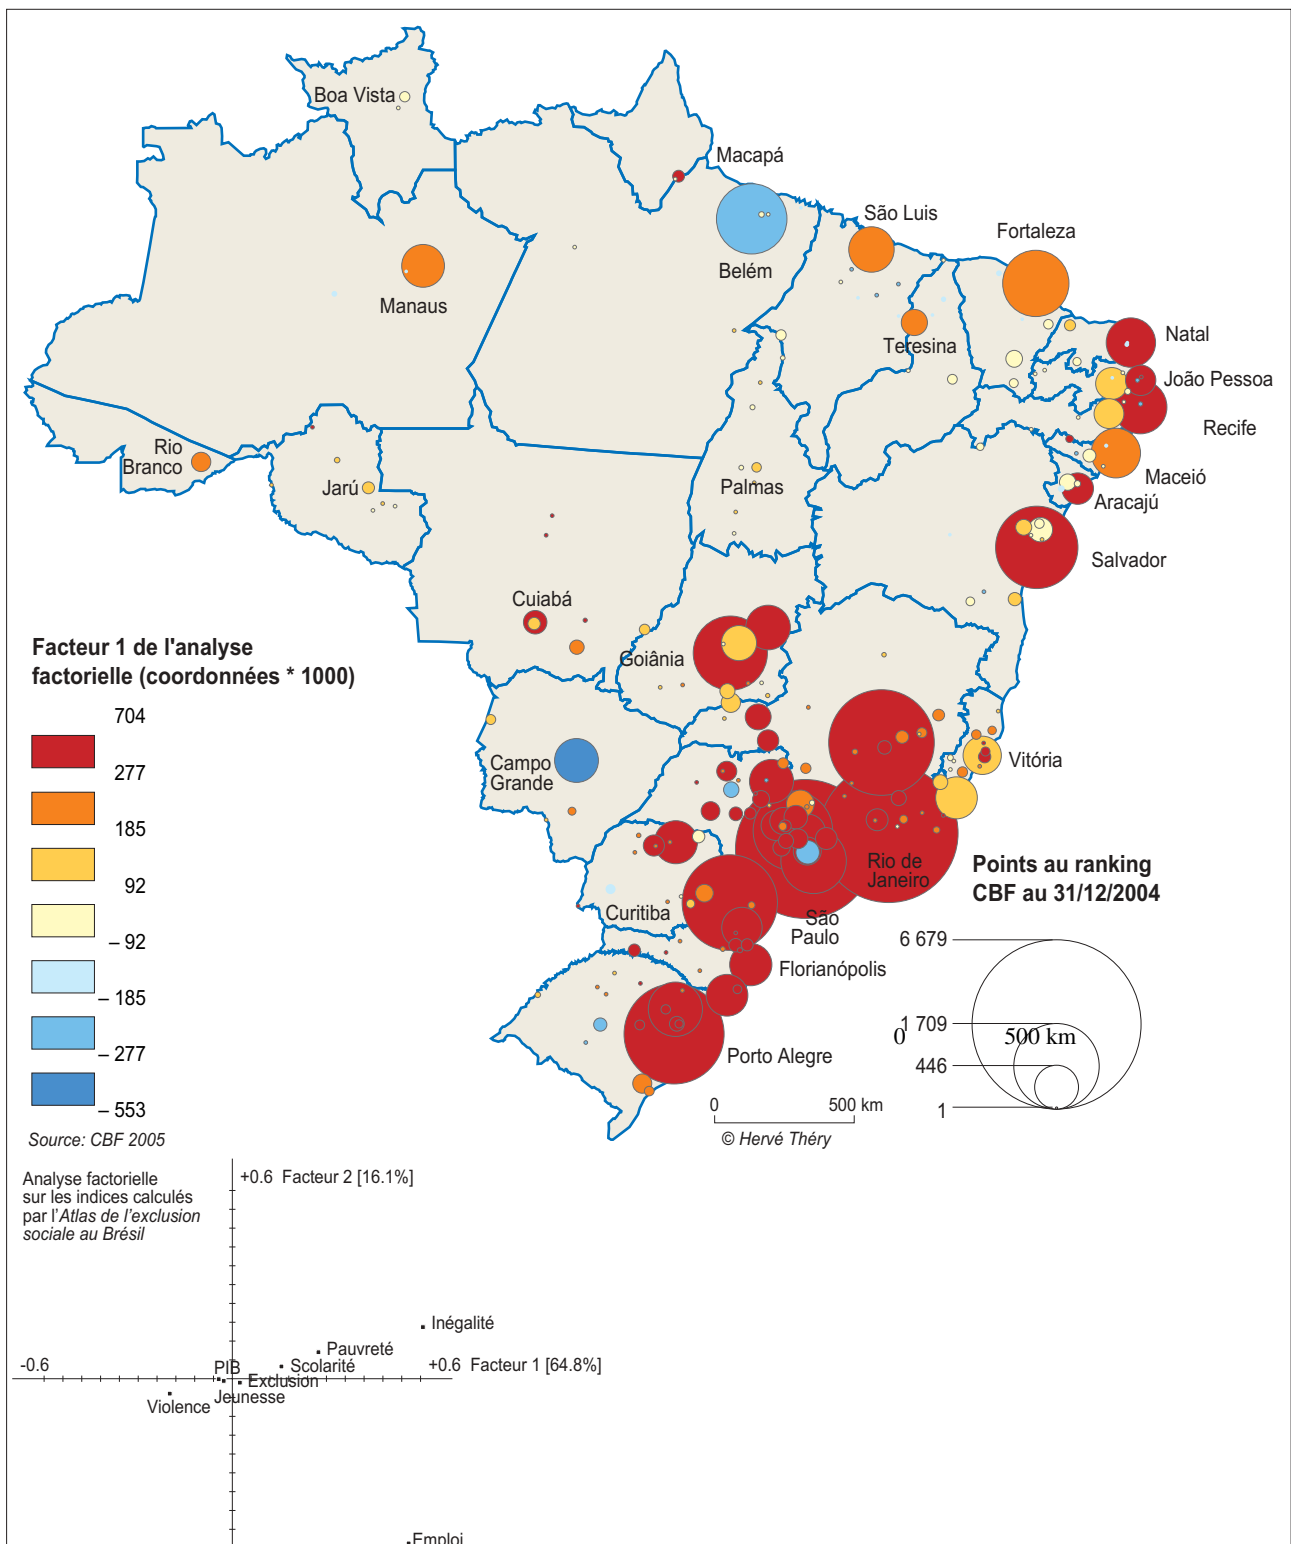 Boa Vista
Macapá
São Luis
Fortaleza
Belém
Manaus
Natal
Teresina
João Pessoa
Recife
Rio
Branco
Maceió
Jarú
Palmas
Aracajú
Salvador
Cuiabá
Goiânia
Facteur 1 de l'analyse
factorielle (coordonnées * 1000)
704
277
185
92
– 92
– 185
– 277
– 553
Source: CBF 2005
Campo
Grande
Vitória
Rio de
Janeiro
São
Paulo
Curitiba
Florianópolis
Porto Alegre
Points au ranking
CBF au 31/12/2004
6 679
1 709
0 500 km
446
1
0 500 km
© Hervé Théry
Analyse factorielle
sur les indices calculés
par l'Atlas de l'exclusion
sociale au Brésil
+0.6 Facteur 2 [16.1%]
Inégalité
Pauvreté
-0.6
PIB
Scolarité
+0.6 Facteur 1 [64.8%]
Exclusion
Jeunesse
Violence
Emploi